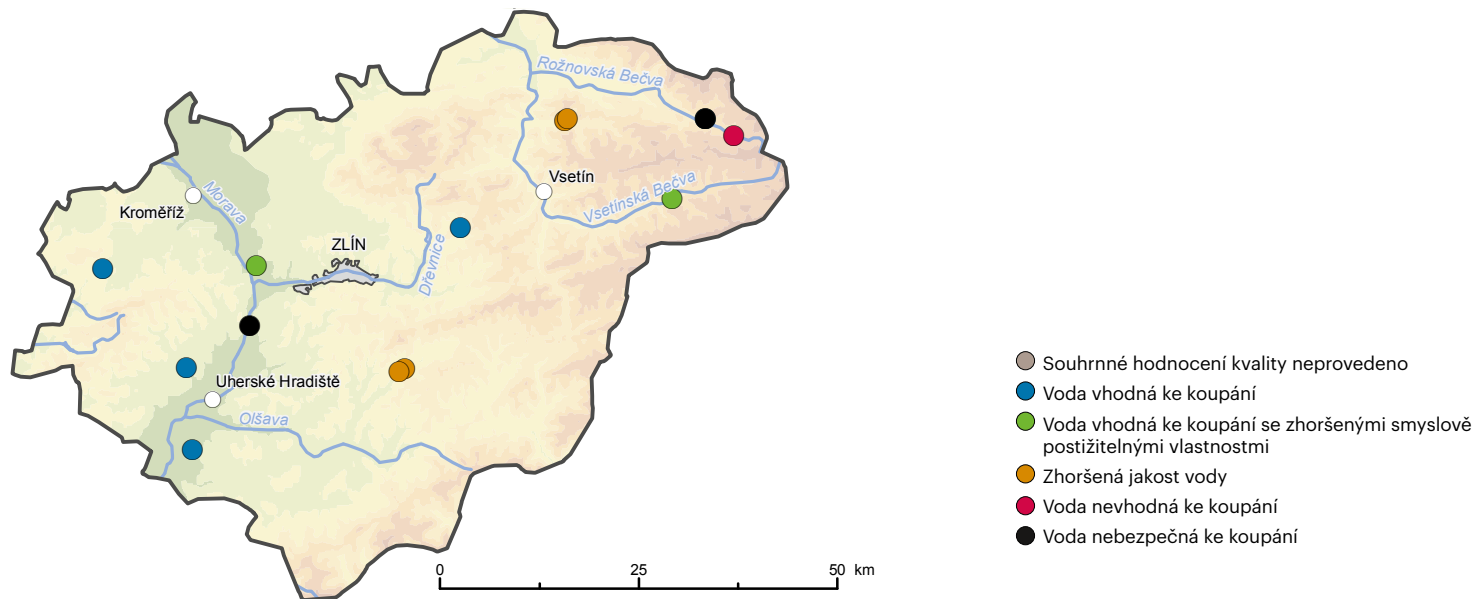 Rožnovská Bečva
Vsetín
Vsetínská Bečva
Morava
Kroměříž
ZLÍN
Dřevnice
Uherské Hradiště
Olšava
0 25 50 km
Souhrnné hodnocení kvality neprovedeno
Voda vhodná ke koupání
Voda vhodná ke koupání se zhoršenými smyslově
postižitelnými vlastnostmi
Zhoršená jakost vody
Voda nevhodná ke koupání
Voda nebezpečná ke koupání